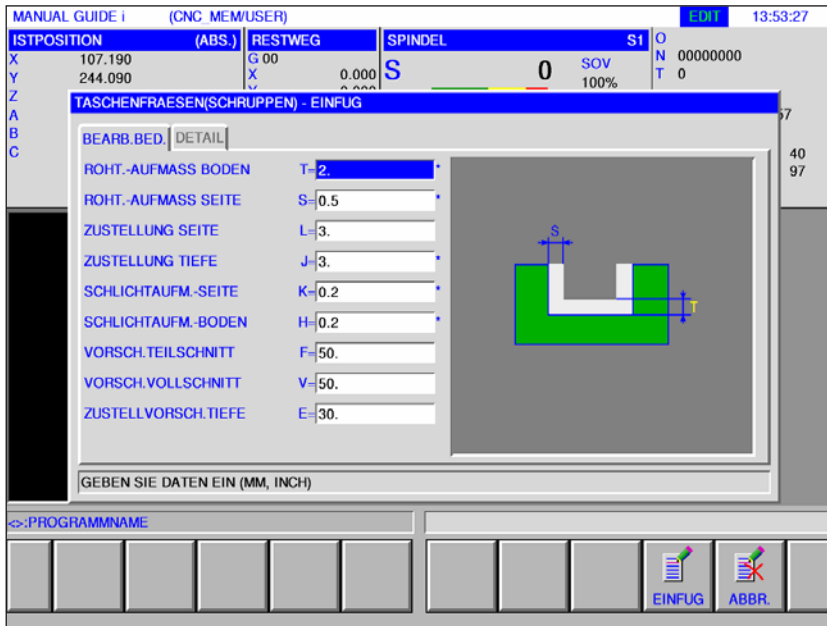 MANUAL GUIDE i (CNC_MEM/USER) EDIT 13:53:27
ISTPOSITION (ABS.) RESTWEG SPINDEL S1 O
X 107.190 G 00 S 0 SOV 100% N 00000000
Y 244.090 X 0.000 T 0
Z
A
B
C
40
97
TASCHENFRAESEN(SCHRUPPEN) - EINFUG
BEARB.BED. DETAIL
ROHT.-AUFMASS BODEN T=2. *
ROHT.-AUFMASS SEITE S=0.5 *
ZUSTELLUNG SEITE L=3.
ZUSTELLUNG TIEFE J=3. *
SCHLICHTAUFM.-SEITE K=0.2 *
SCHLICHTAUFM.-BODEN H=0.2 *
VORSCH.TEILSCHNITT F=50.
VORSCH.VOLLSCHNITT V=50.
ZUSTELLVORSCH.TIEFE E=30.
S
T
GEBEN SIE DATEN EIN (MM, INCH)
<>:PROGRAMMNAME
EINFUG ABBR.